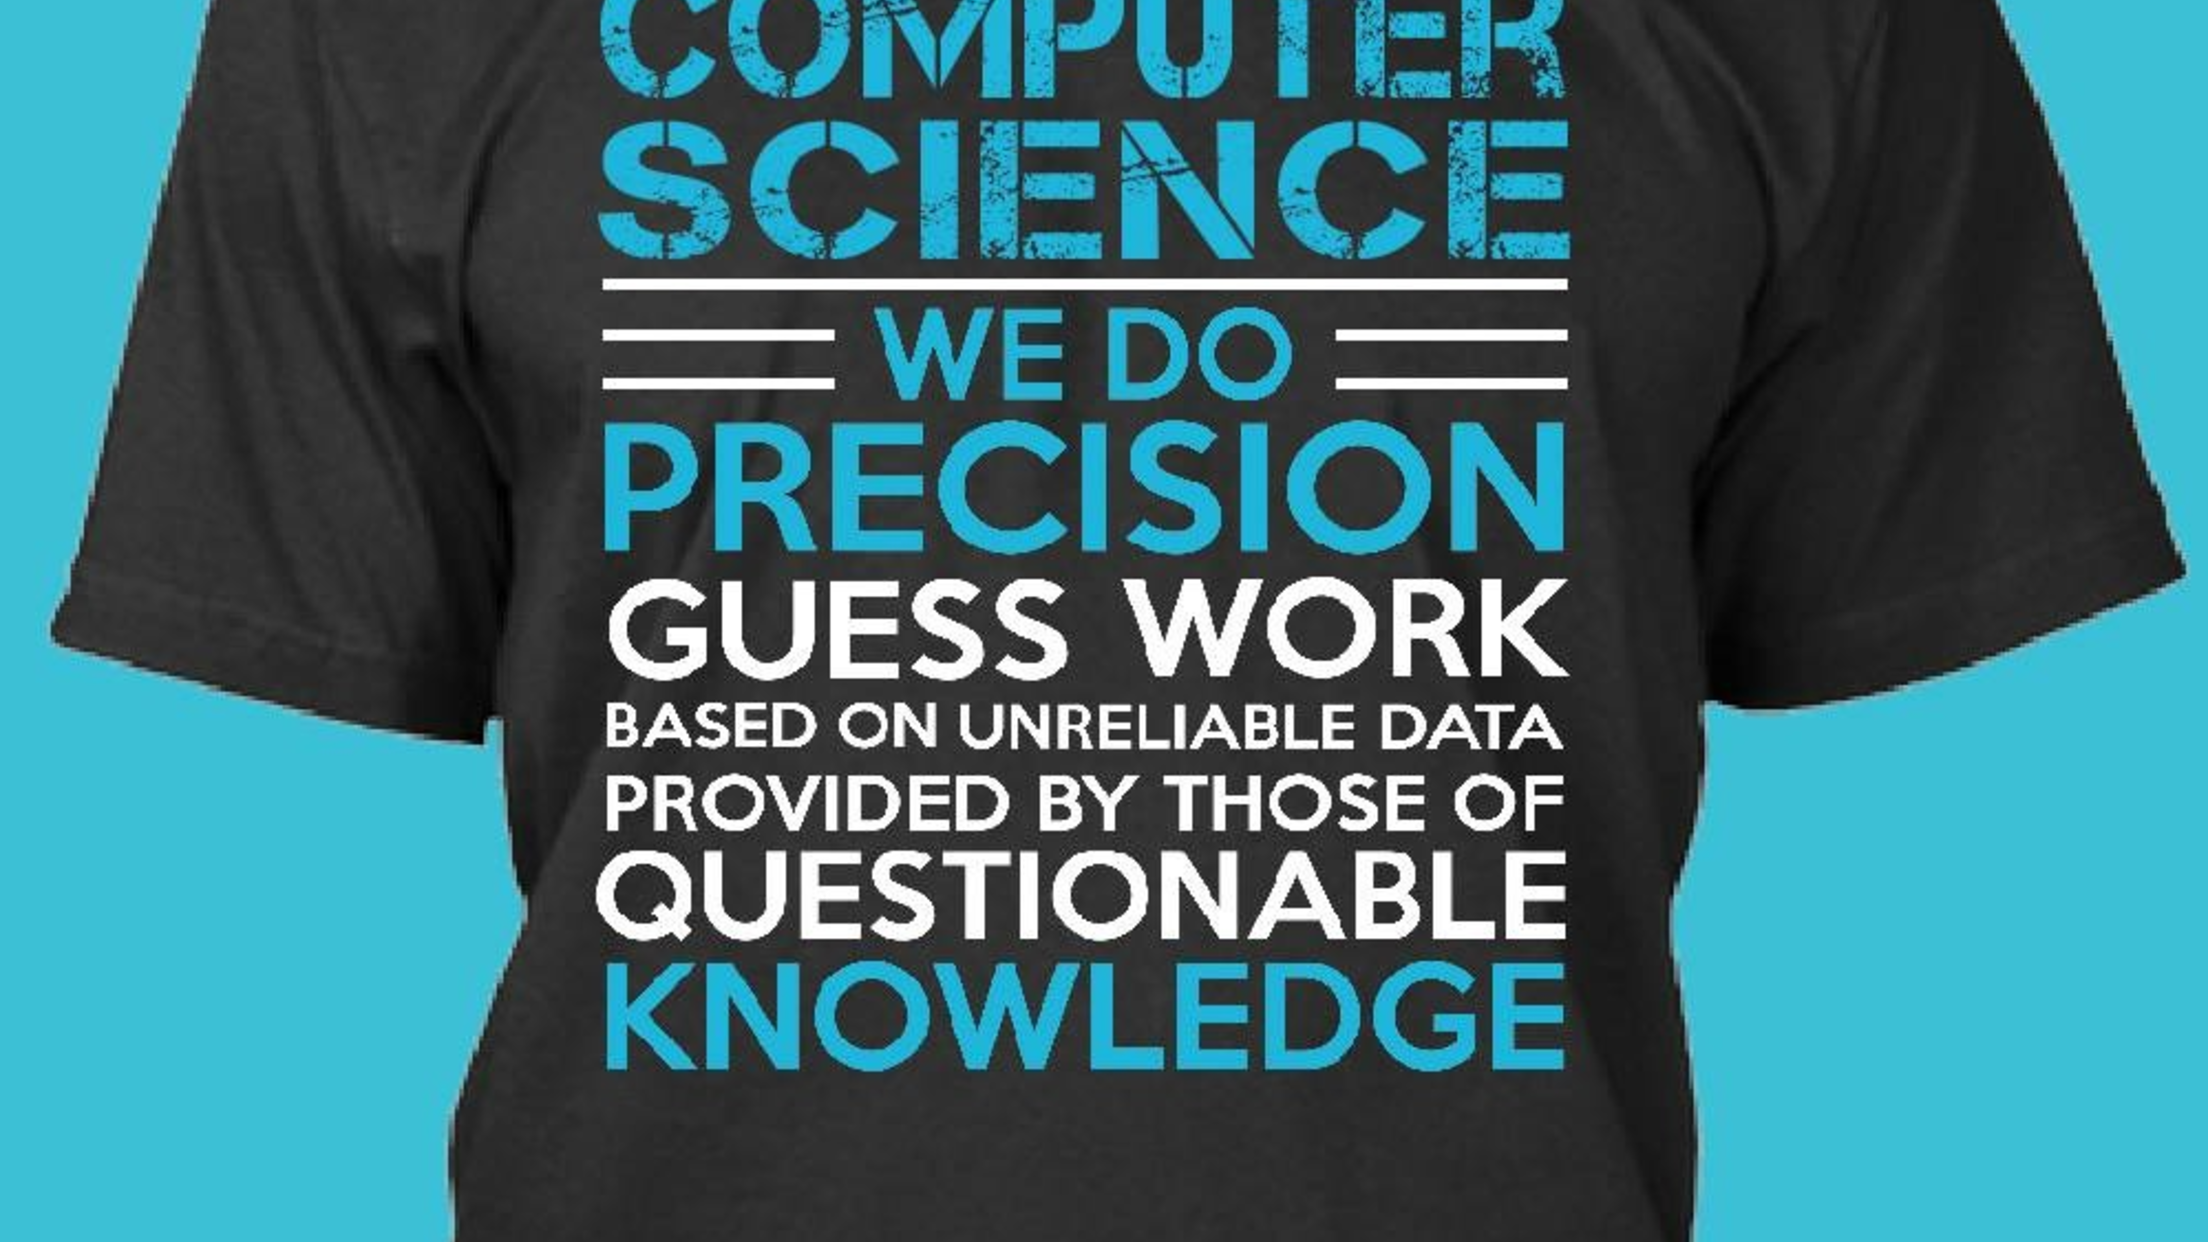 COMPUTER
SCIENCE
WE DO
PRECISION
GUESS WORK
BASED ON UNRELIABLE DATA
PROVIDED BY THOSE OF
QUESTIONABLE
KNOWLEDGE